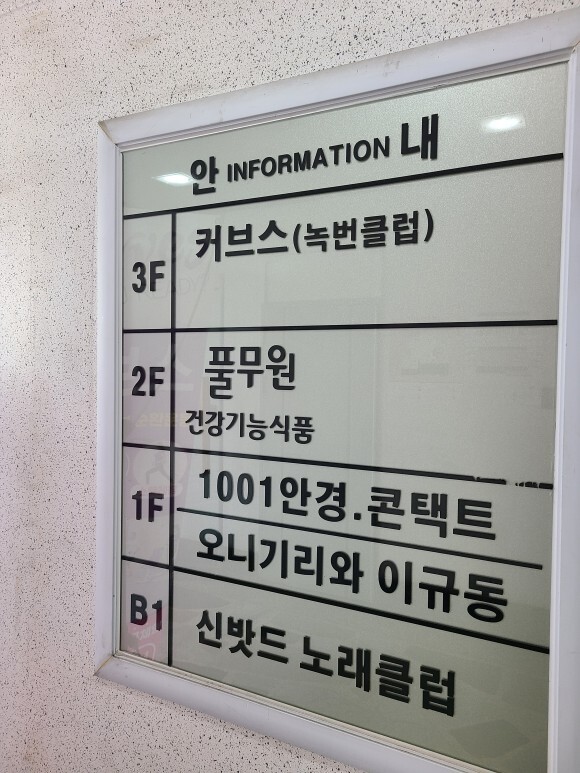 안 INFORMATION 내
3F 커브스(녹번클럽)
2F 풀무원
건강기능식품
1F 1001안경.콘택트
오니기리와 이규동
B1 신밧드 노래클럽